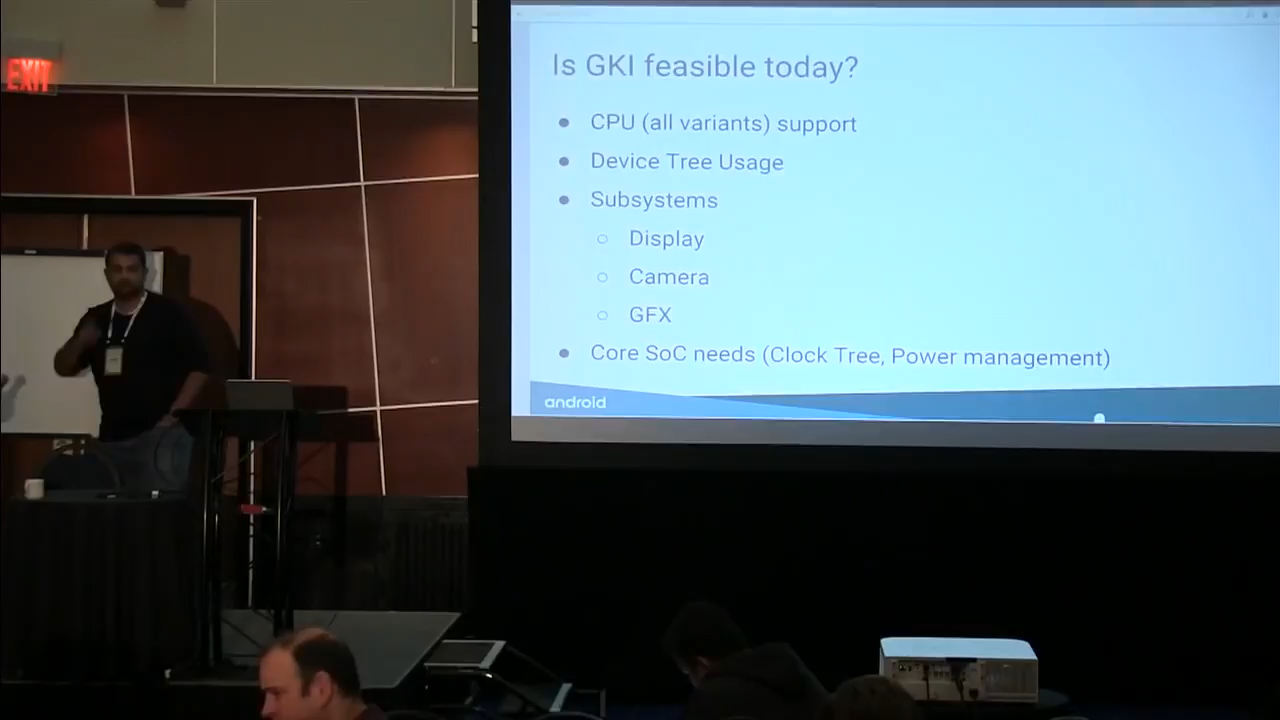 EXIT
Is GKI feasible today?
● CPU (all variants) support
● Device Tree Usage
● Subsystems
○ Display
○ Camera
○ GFX
● Core SoC needs (Clock Tree, Power management)
android